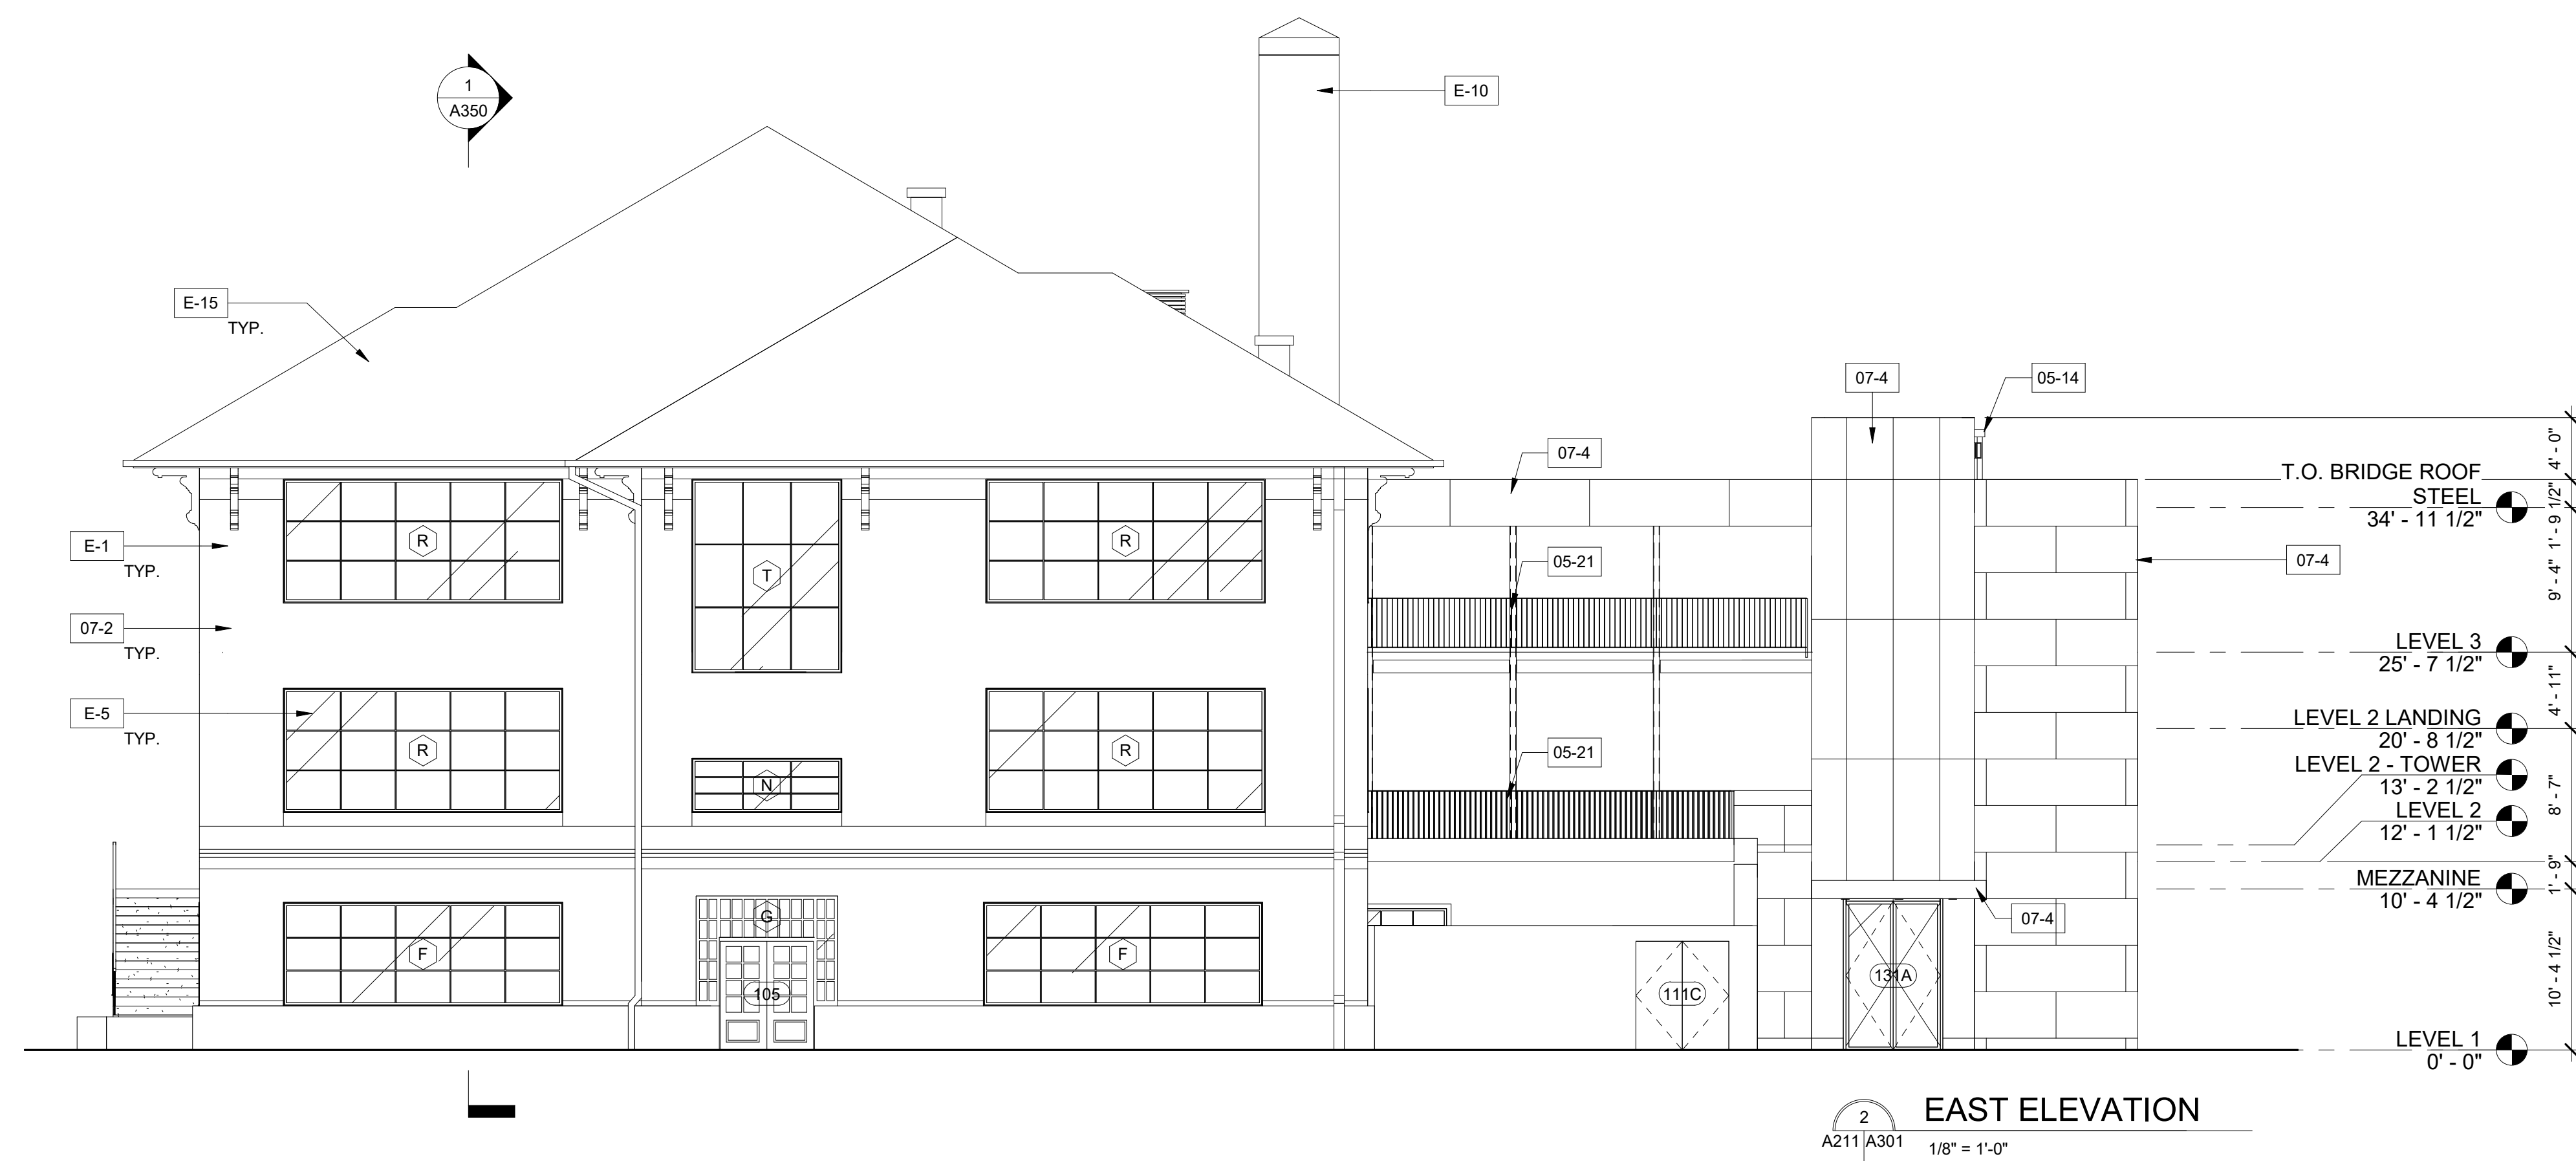 1
A350
E-10
E-15
TYP.
07-4
05-14
07-4
4' - 0"
T.O. BRIDGE ROOF
STEEL
34' - 11 1/2"
1' - 9 1/2"
E-1
TYP.
R
T
R
05-21
07-4
9' - 4"
07-2
TYP.
LEVEL 3
25' - 7 1/2"
4' - 11"
E-5
TYP.
R
N
R
05-21
LEVEL 2 LANDING
20' - 8 1/2"
LEVEL 2 - TOWER
13' - 2 1/2"
8' - 7"
LEVEL 2
12' - 1 1/2"
1' - 9"
MEZZANINE
10' - 4 1/2"
G
07-4
F
F
105
111C
131A
10' - 4 1/2"
LEVEL 1
0' - 0"
2
A211 A301
EAST ELEVATION
1/8" = 1'-0"